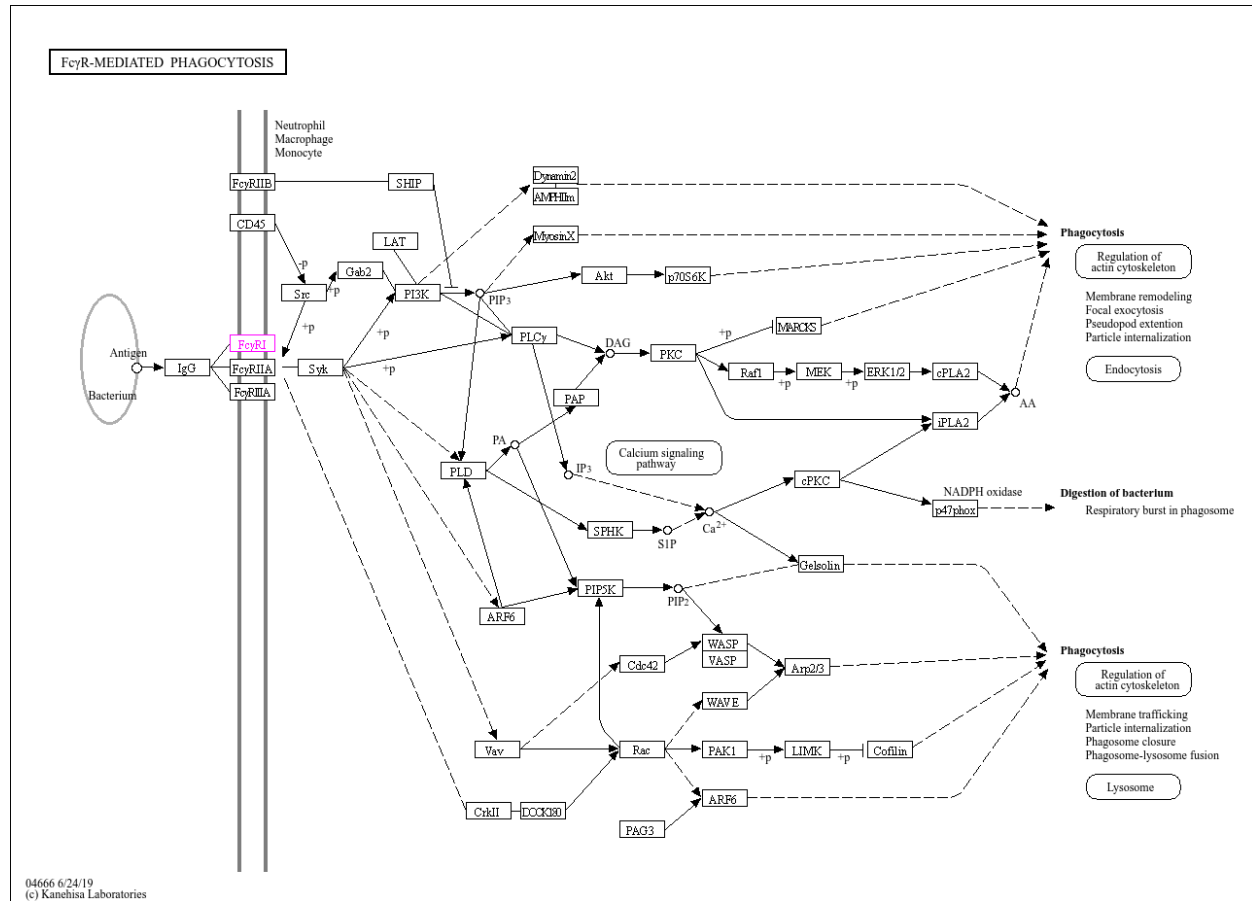 FcγR-MEDIATED PHAGOCYTOSIS
Neutrophil
Macrophage
Monocyte
FcγRIIB
SHIP
Dynamin2
AMPHIIm
CD45
LAT
MyosinX
Phagocytosis
-p
Gab2
Akt
p70S6K
Regulation of
actin cytoskeleton
Src
+p
PI3K
PIP3
Membrane remodeling
Focal exocytosis
Pseudopod extention
Particle internalization
+p
+p
PLCγ
+p
MARCKS
FcγRI
DAG
PKC
Antigen
IgG
FcγRIIA
Syk
+p
Raf1
+p
MEK
+p
ERK1/2
cPLA2
Endocytosis
Bacterium
FcγRIIIA
PAP
AA
iPLA2
PA
Calcium signaling
pathway
PLD
IP3
cPKC
NADPH oxidase
Digestion of bacterium
p47phox
Respiratory burst in phagosome
SPHK
S1P
Ca2+
Gelsolin
PIP5K
PIP2
ARF6
WASP
VASP
Phagocytosis
Cdc42
Arp2/3
Regulation of
actin cytoskeleton
WAVE
Membrane trafficking
Particle internalization
Phagosome closure
Phagosome-lysosome fusion
Vav
Rac
PAK1
+p
LIMK
+p
Cofilin
Lysosome
ARF6
CrkII
DOCK180
PAG3
04666 6/24/19
(c) Kanehisa Laboratories